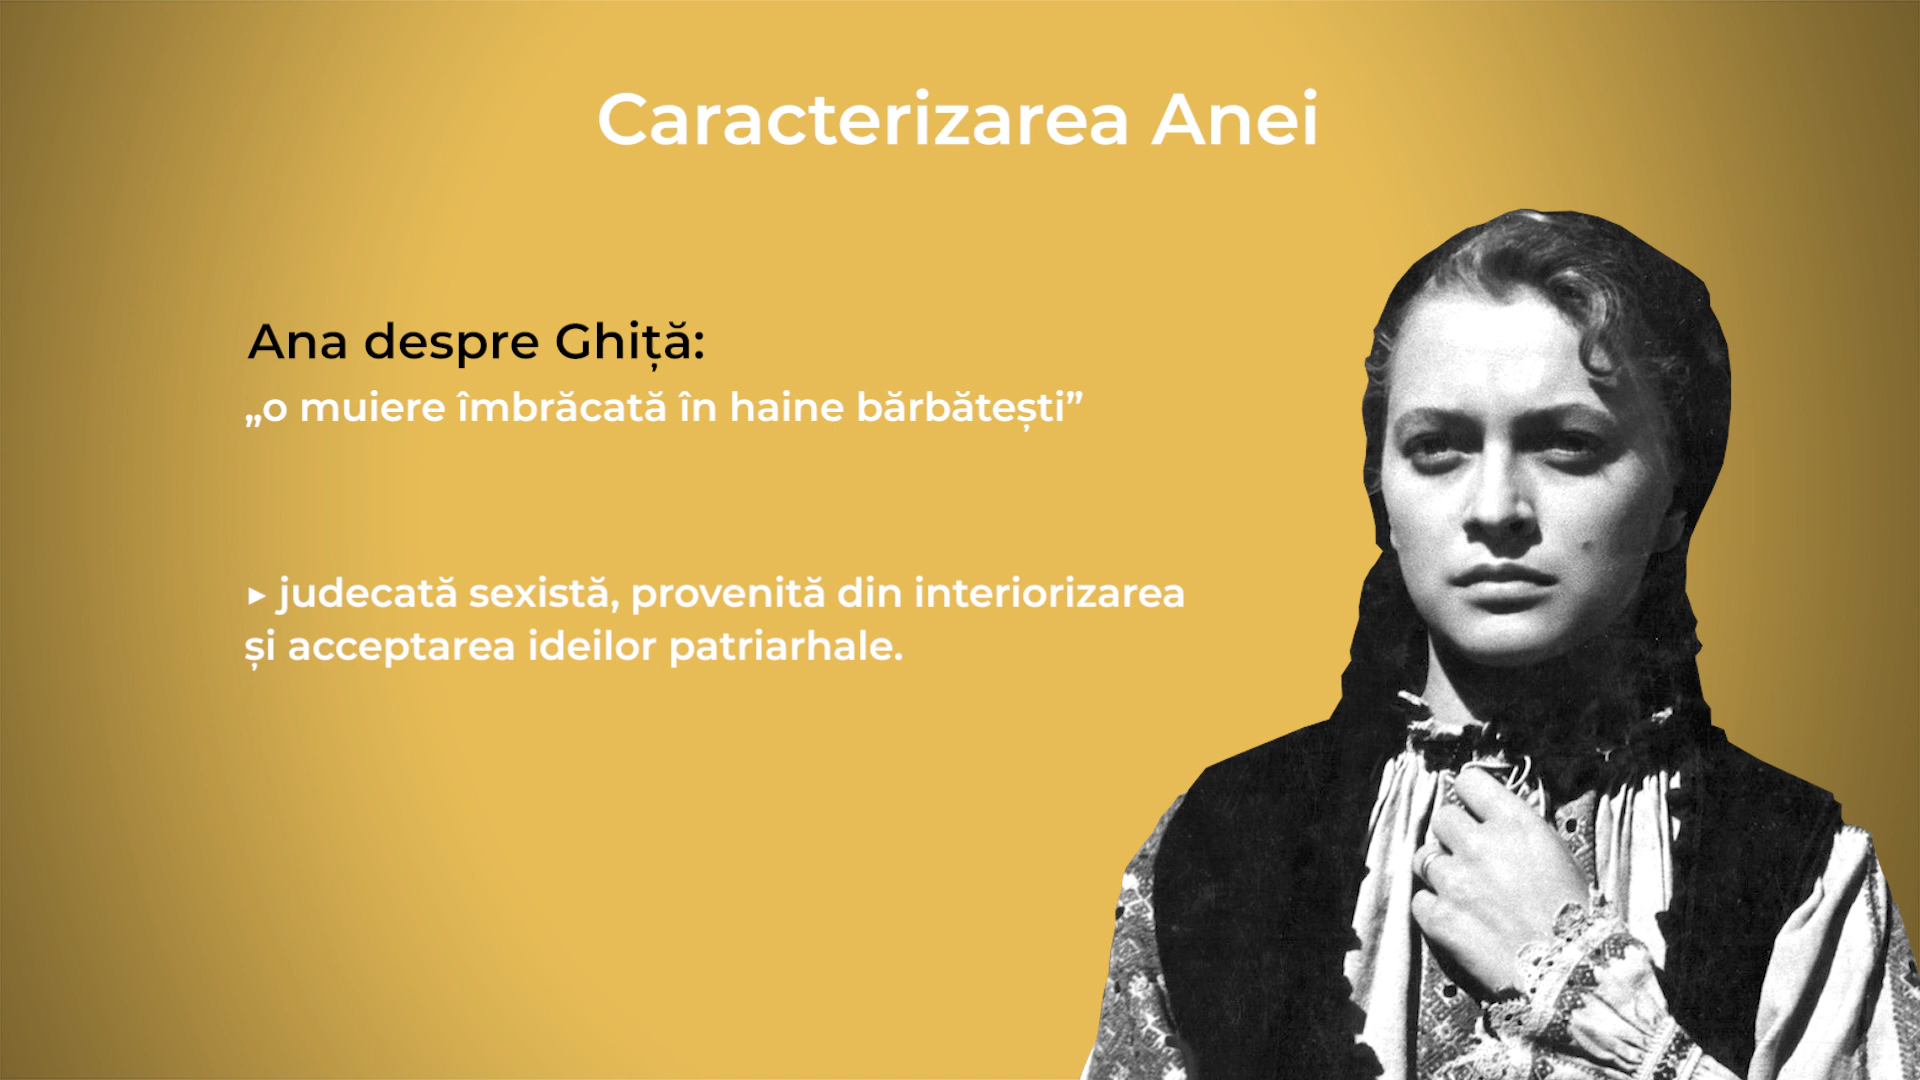 Caracterizarea Anei
Ana despre Ghiță:
„o muiere îmbrăcată în haine bărbătești”
▸ judecată sexistă, provenită din interiorizarea
și acceptarea ideilor patriarhale.